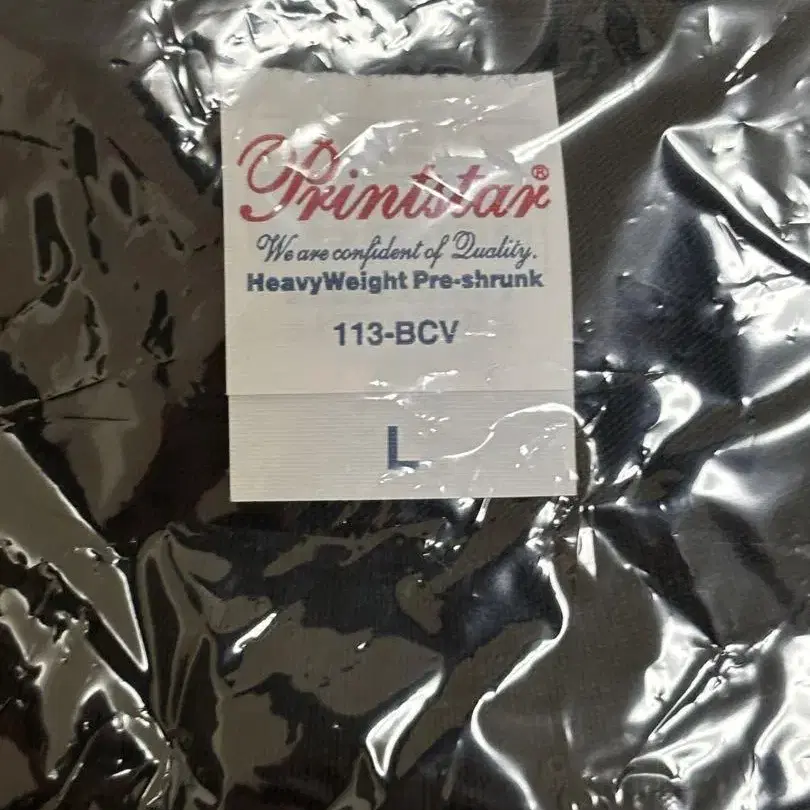 Printstar®
We are confident of Quality.
HeavyWeight Pre-shrunk
113-BCV
L